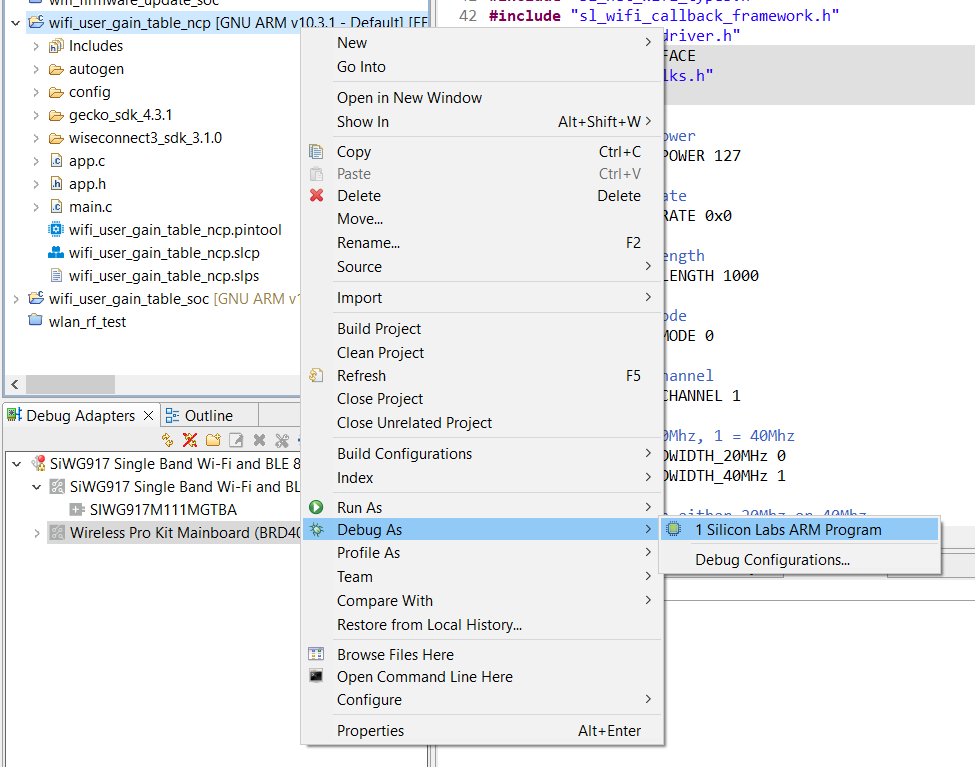 wifi_firmware_update_soc
wifi_user_gain_table_ncp [GNU ARM v10.3.1 - Default] [EF
Includes
autogen
config
gecko_sdk_4.3.1
wiseconnect3_sdk_3.1.0
app.c
app.h
main.c
wifi_user_gain_table_ncp.pintool
wifi_user_gain_table_ncp.slcp
wifi_user_gain_table_ncp.slps
wifi_user_gain_table_soc [GNU ARM v1
wlan_rf_test
Debug Adapters
Outline
SiWG917 Single Band Wi-Fi and BLE 8
SiWG917 Single Band Wi-Fi and BL
SIWG917M111MGTBA
Wireless Pro Kit Mainboard (BRD40
New
Go Into
Open in New Window
Show In Alt+Shift+W
Copy Ctrl+C
Paste Ctrl+V
Delete Delete
Move...
Rename... F2
Source
Import
Build Project
Clean Project
Refresh F5
Close Project
Close Unrelated Project
Build Configurations
Index
Run As
Debug As
Profile As
Team
Compare With
Restore from Local History...
Browse Files Here
Open Command Line Here
Configure
Properties Alt+Enter
1 Silicon Labs ARM Program
Debug Configurations...
42 #include "sl_wifi_callback_framework.h"
driver.h"
FACE
lks.h"
ower
POWER 127
ate
RATE 0x0
ength
LENGTH 1000
ode
MODE 0
hannel
CHANNEL 1
0Mhz, 1 = 40Mhz
DWIDTH_20MHz 0
DWIDTH_40MHz 1
either 20Mhz or 40Mhz